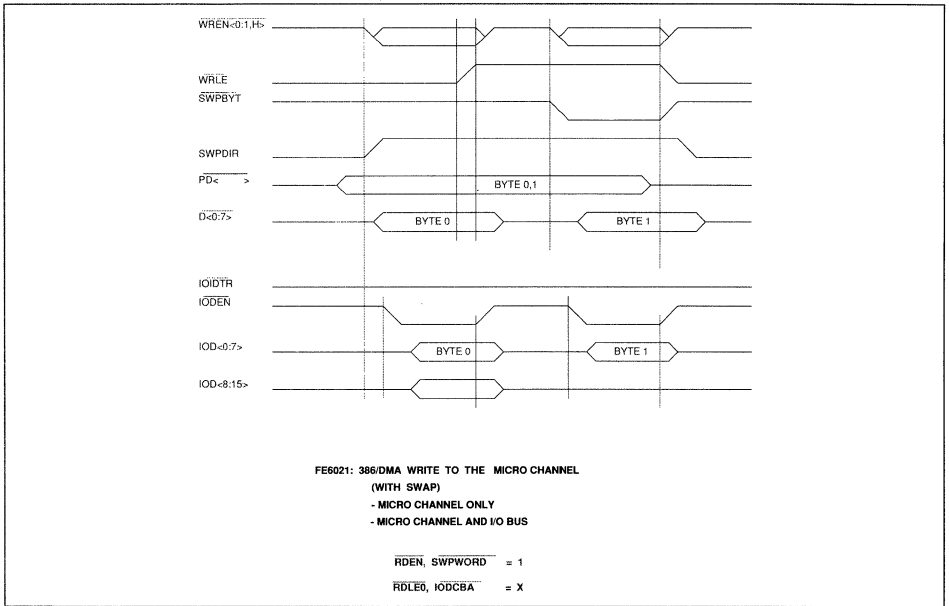 WREN<0:1,H>
WRLE
SWPBYT
SWPDIR
PD< >
BYTE 0,1
D<0:7>
BYTE 0
BYTE 1
IOIDTR
IODEN
IOD<0:7>
BYTE 0
BYTE 1
IOD<8:15>
FE6021: 386/DMA WRITE TO THE MICRO CHANNEL
(WITH SWAP)
- MICRO CHANNEL ONLY
- MICRO CHANNEL AND I/O BUS
RDEN, SWPWORD = 1
RDLE0, IODCBA = X